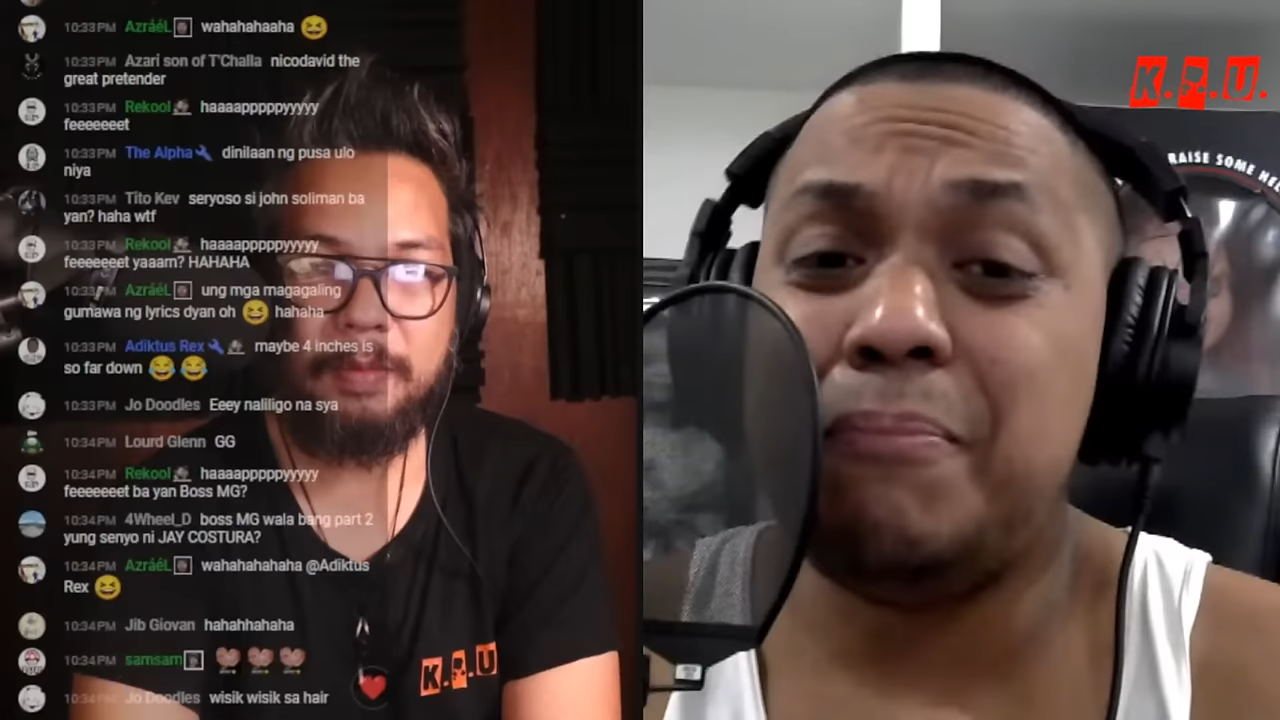 10:33PM AzráéL wahahahaaha 😆
10:33PM Azari son of T'Challa nicodavid the
great pretender
10:33PM Rekool haaaapppppyyyyy
feeeeeeet
10:33PM The Alpha dinilaan ng pusa ulo
niya
10:33PM Tito Kev seryoso si john soliman ba
yan? haha wtf
10:33PM Rekool haaaapppppyyyyy
feeeeeeet yaaam? HAHAHA
10:33PM AzráéL ung mga magagaling
gumawa ng lyrics dyan oh 😆 hahaha
10:33PM Adiktus Rex maybe 4 inches is
so far down 😂 😂
10:33PM Jo Doodles Eeey naliligo na sya
10:34PM Lourd Glenn GG
10:34PM Rekool haaaapppppyyyyy
feeeeeeet ba yan Boss MG?
10:34PM 4Wheel_D boss MG wala bang part 2
yung senyo ni JAY COSTURA?
10:34PM AzráéL wahahahahaha @Adiktus
Rex 😆
10:34PM Jib Giovan hahahhahaha
10:34PM samsam
10:34PM Jo Doodles wisik wisik sa hair
K.P.U
K.P.U.
RAISE SOME